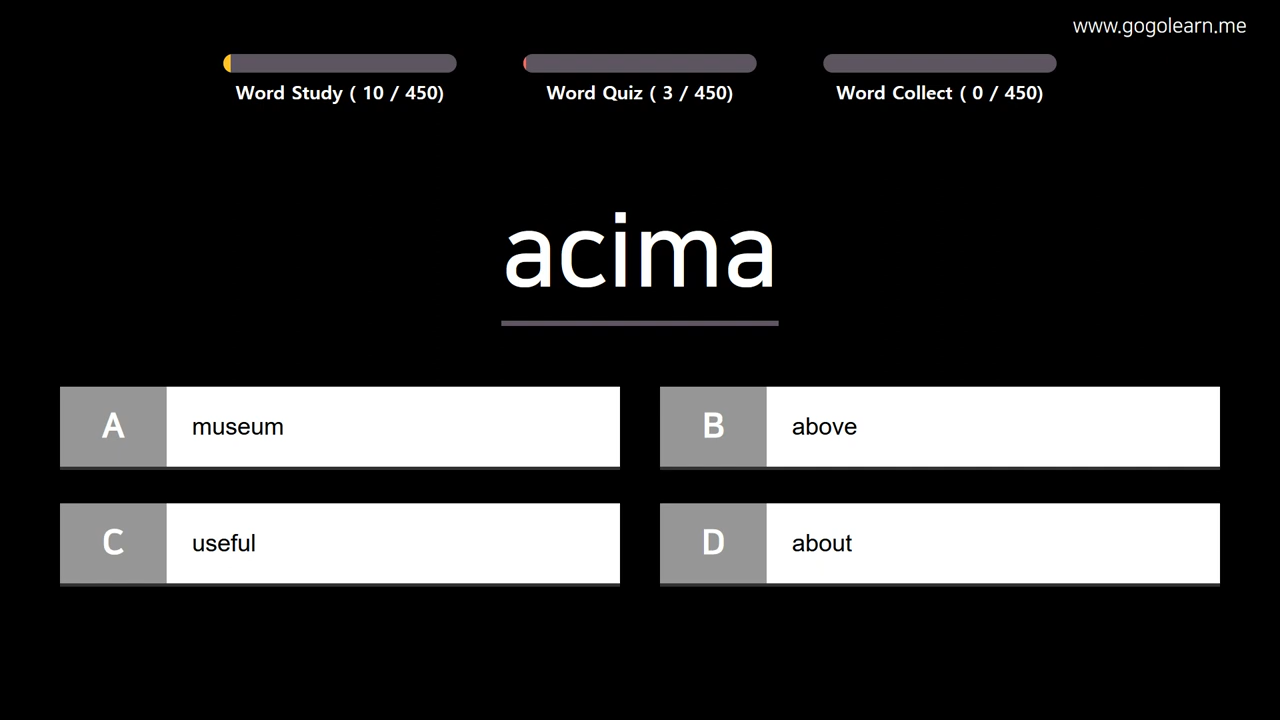 www.gogolearn.me
Word Study ( 10 / 450)
Word Quiz ( 3 / 450)
Word Collect ( 0 / 450)
acima
A museum
B above
C useful
D about